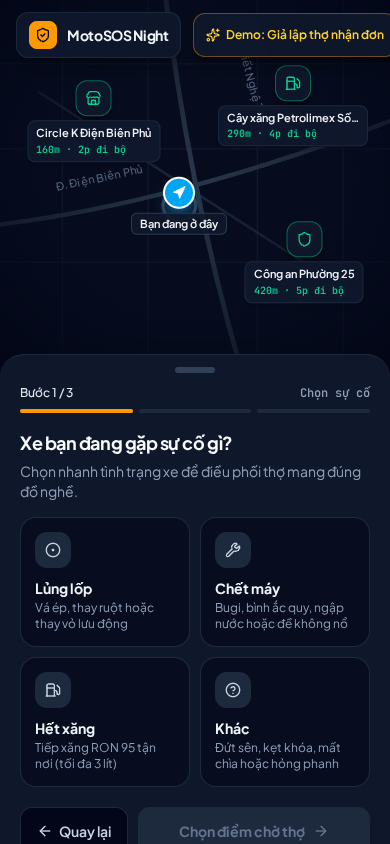 MotoSOS Night
Demo: Giả lập thợ nhận đơn
Circle K Điện Biên Phủ
160m · 2p đi bộ
Cây xăng Petrolimex Số…
290m · 4p đi bộ
Đ. Điện Biên Phủ
Bạn đang ở đây
Công an Phường 25
420m · 5p đi bộ
Bước 1 / 3
Chọn sự cố
Xe bạn đang gặp sự cố gì?
Chọn nhanh tình trạng xe để điều phối thợ mang đúng
đồ nghề.
Lủng lốp
Vá ép, thay ruột hoặc
thay vỏ lưu động
Chết máy
Bugi, bình ắc quy, ngập
nước hoặc đề không nổ
Hết xăng
Tiếp xăng RON 95 tận
nơi (tối đa 3 lít)
Khác
Đứt sên, kẹt khóa, mất
chìa hoặc hỏng phanh
Quay lại
Chọn điểm chờ thợ